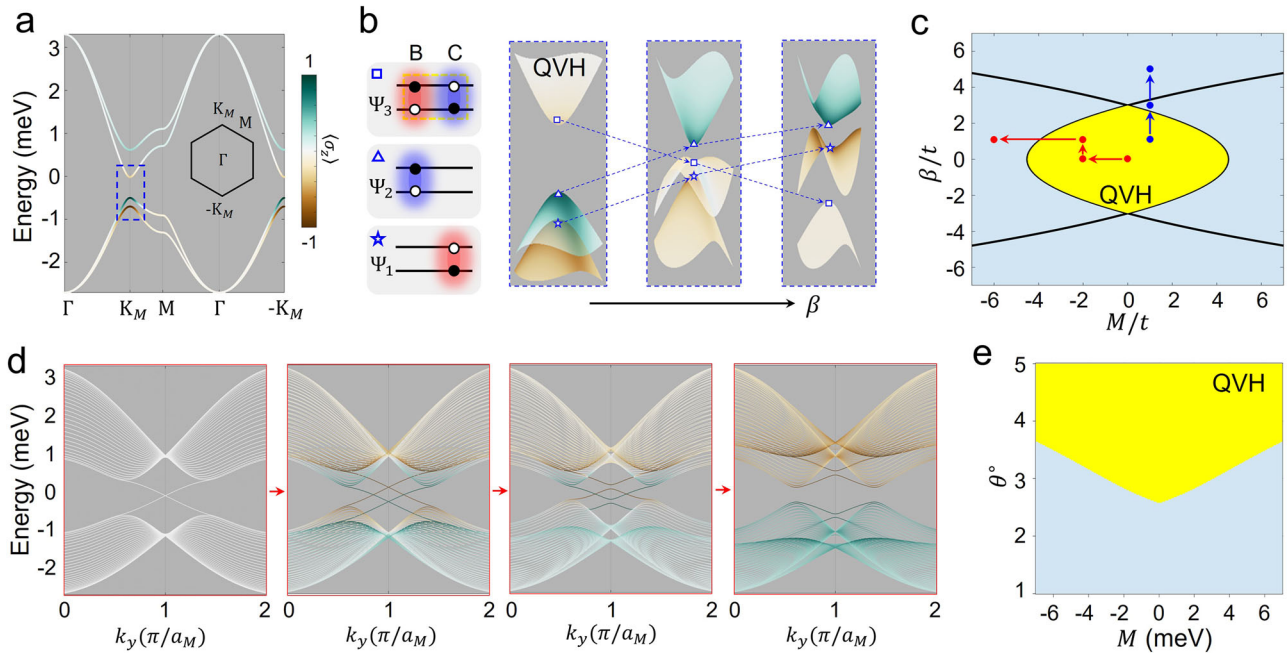 a
Energy (meV)
3
2
1
0
-1
-2
Γ
K_M
M
Γ
-K_M
K_M
M
Γ
-K_M
1
-1
⟨σ_z⟩
b
B
C
Ψ₃
Ψ₂
Ψ₁
QVH
β
c
β/t
6
4
2
0
-2
-4
-6
QVH
-6
-4
-2
0
2
4
6
M/t
d
Energy (meV)
3
2
1
0
-1
-2
0
1
2
k_y(π/a_M)
0
1
2
k_y(π/a_M)
0
1
2
k_y(π/a_M)
0
1
2
k_y(π/a_M)
e
θ°
5
4
3
2
1
QVH
-6
-4
-2
0
2
4
6
M (meV)